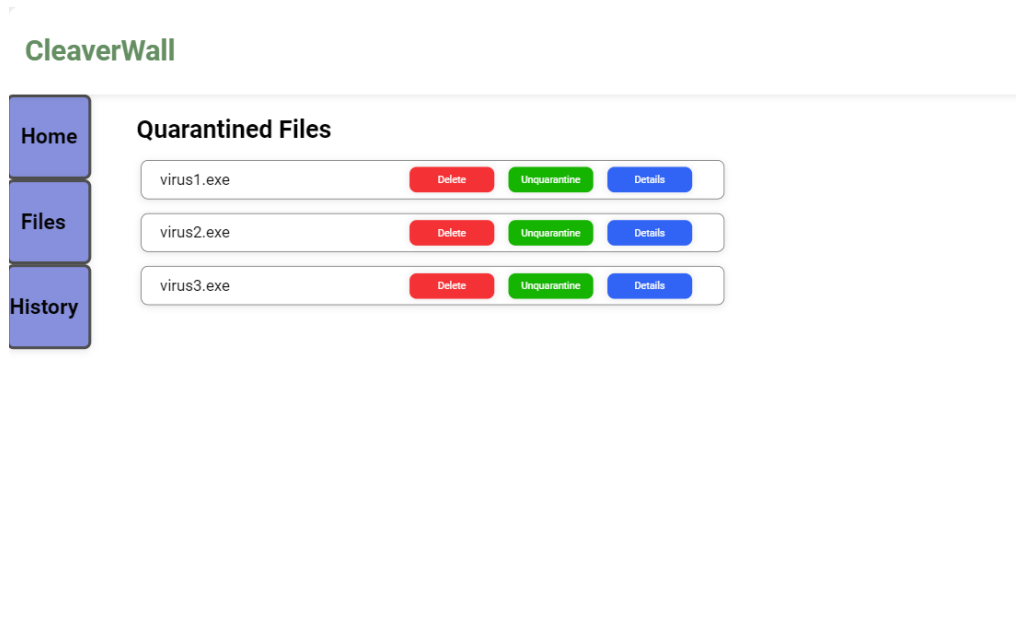 CleaverWall
Home
Files
History
Quarantined Files
virus1.exe Delete Unquarantine Details
virus2.exe Delete Unquarantine Details
virus3.exe Delete Unquarantine Details